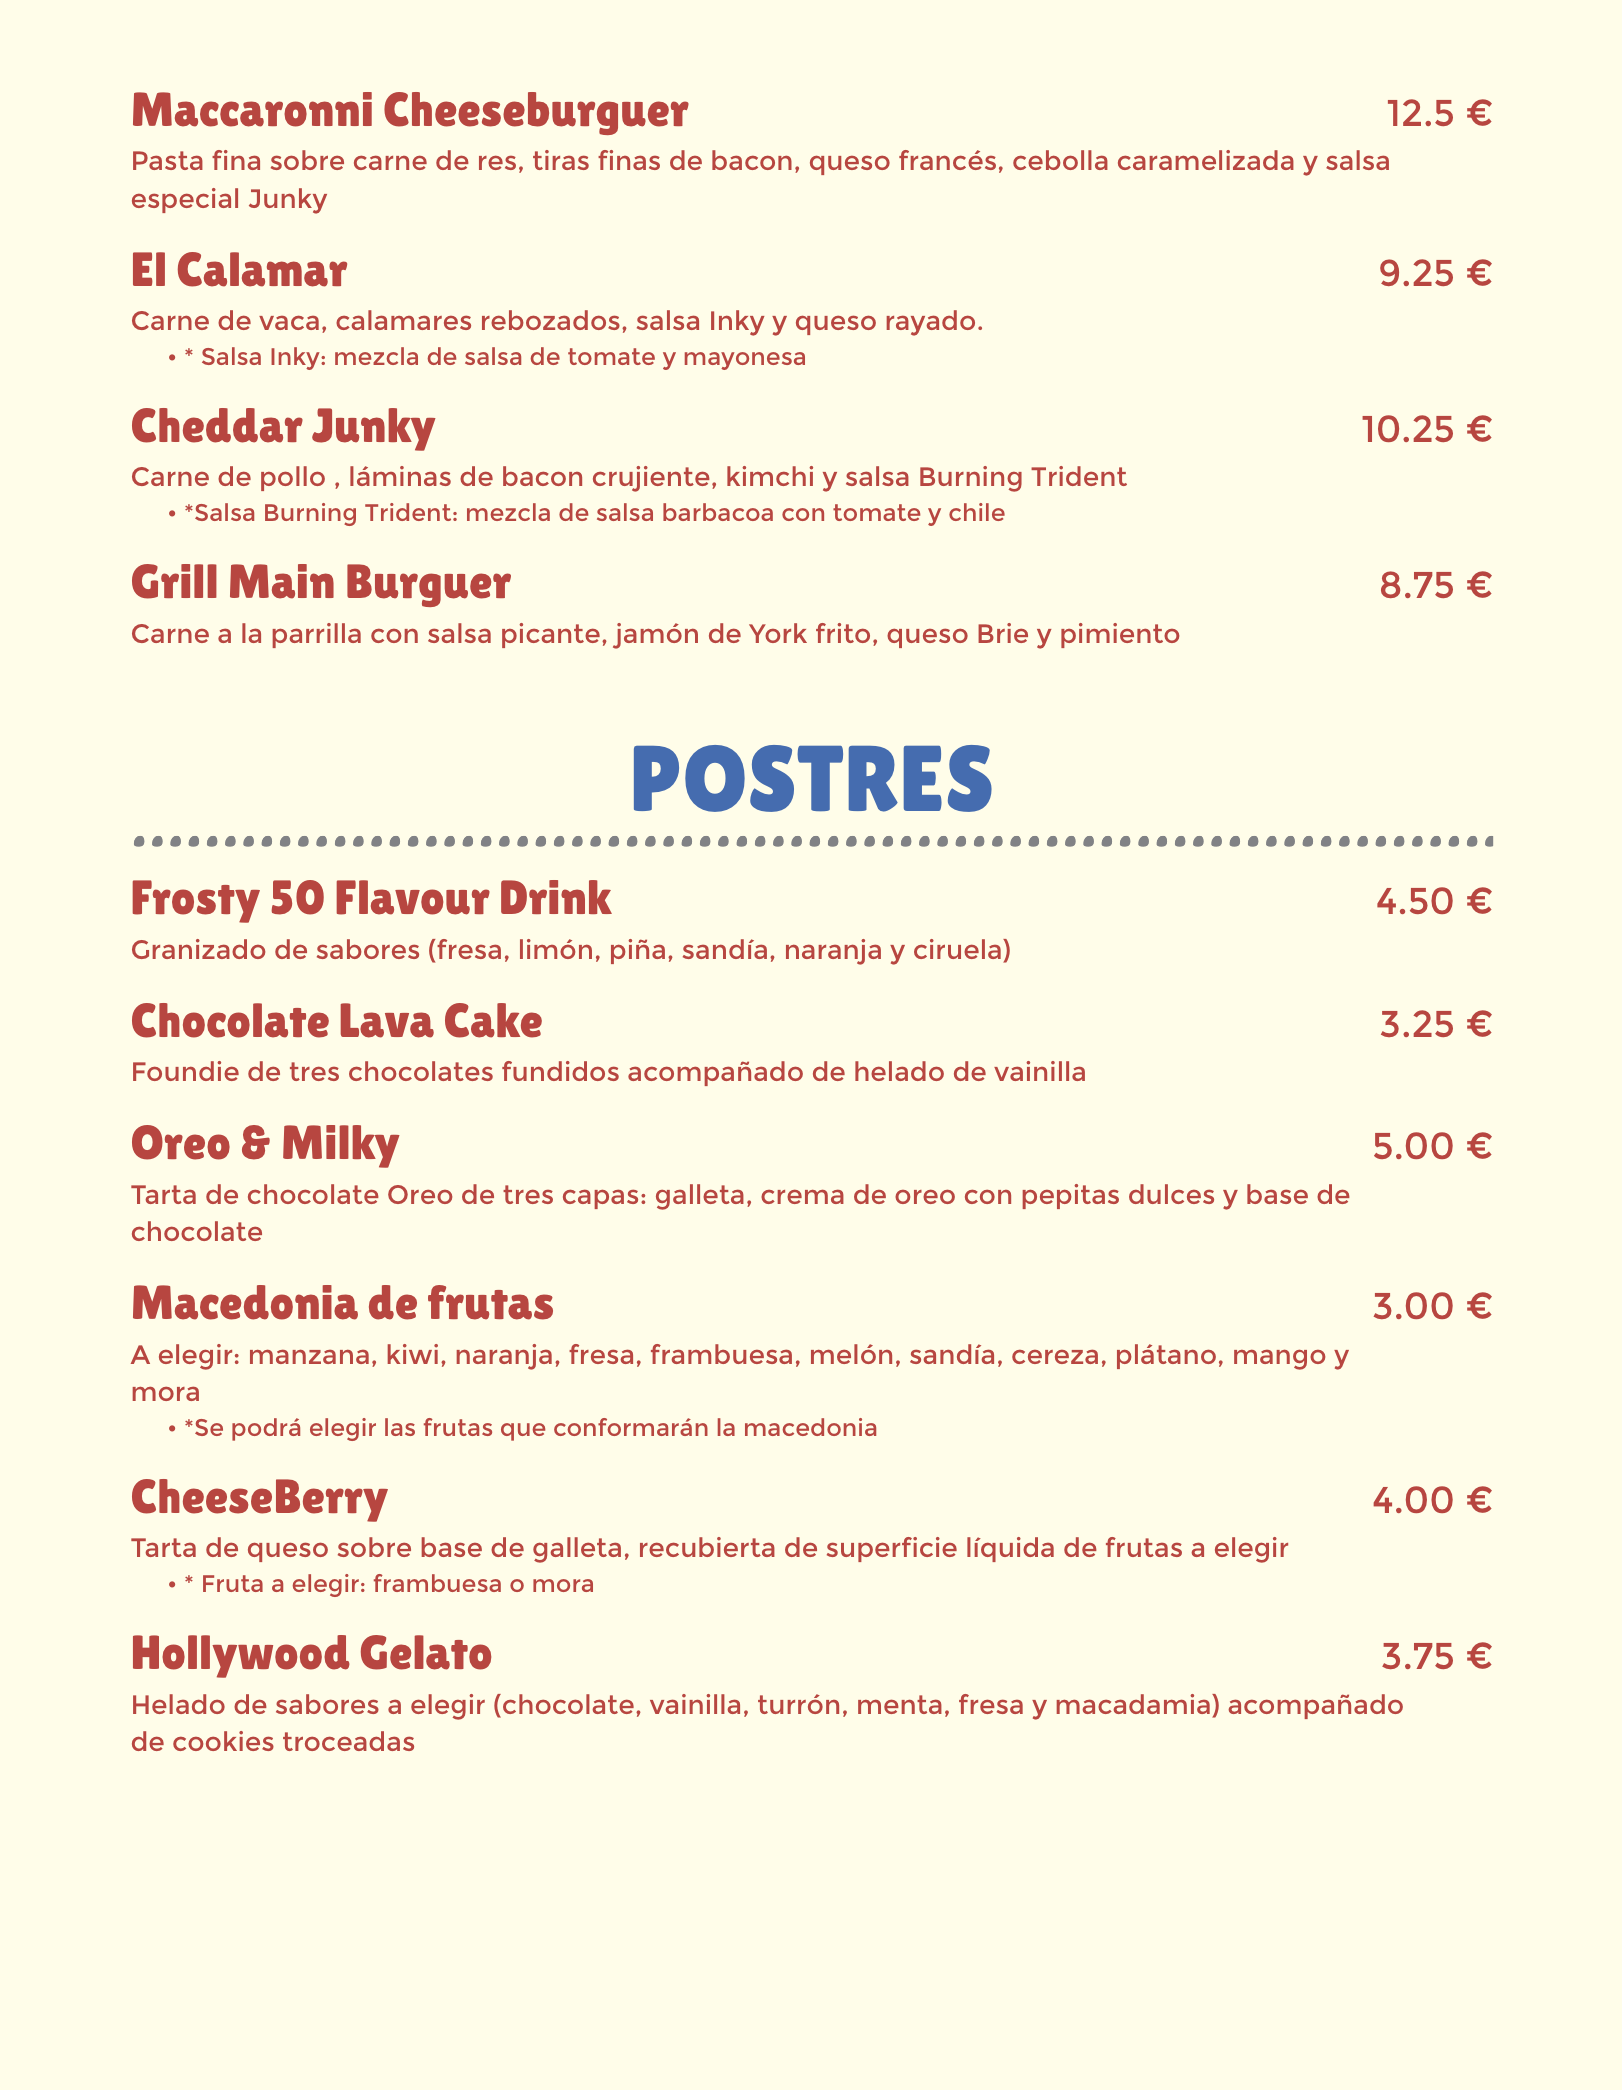 Maccaronni Cheeseburguer 12.5 €
Pasta fina sobre carne de res, tiras finas de bacon, queso francés, cebolla caramelizada y salsa
especial Junky
El Calamar 9.25 €
Carne de vaca, calamares rebozados, salsa Inky y queso rayado.
• * Salsa Inky: mezcla de salsa de tomate y mayonesa
Cheddar Junky 10.25 €
Carne de pollo , láminas de bacon crujiente, kimchi y salsa Burning Trident
• *Salsa Burning Trident: mezcla de salsa barbacoa con tomate y chile
Grill Main Burguer 8.75 €
Carne a la parrilla con salsa picante, jamón de York frito, queso Brie y pimiento
POSTRES
Frosty 50 Flavour Drink 4.50 €
Granizado de sabores (fresa, limón, piña, sandía, naranja y ciruela)
Chocolate Lava Cake 3.25 €
Foundie de tres chocolates fundidos acompañado de helado de vainilla
Oreo & Milky 5.00 €
Tarta de chocolate Oreo de tres capas: galleta, crema de oreo con pepitas dulces y base de
chocolate
Macedonia de frutas 3.00 €
A elegir: manzana, kiwi, naranja, fresa, frambuesa, melón, sandía, cereza, plátano, mango y
mora
• *Se podrá elegir las frutas que conformarán la macedonia
CheeseBerry 4.00 €
Tarta de queso sobre base de galleta, recubierta de superficie líquida de frutas a elegir
• * Fruta a elegir: frambuesa o mora
Hollywood Gelato 3.75 €
Helado de sabores a elegir (chocolate, vainilla, turrón, menta, fresa y macadamia) acompañado
de cookies troceadas